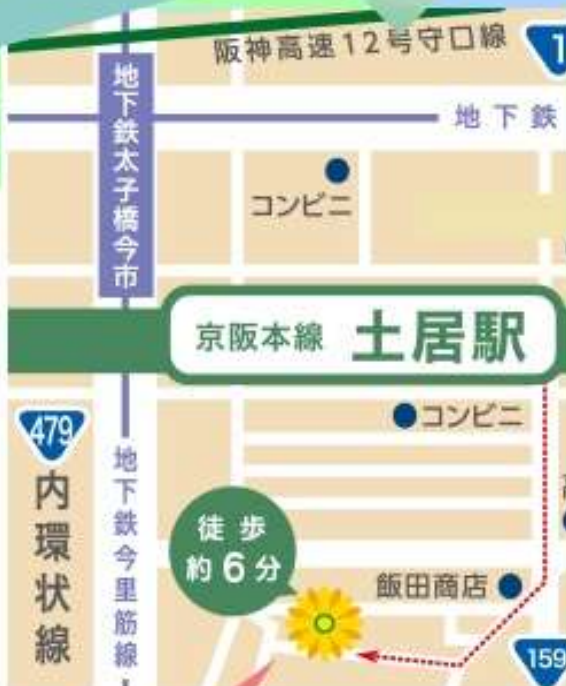 阪神高速12号守口線
1
地下鉄
地下鉄太子橋今市
コンビニ
京阪本線 土居駅
コンビニ
479
内環状線
地下鉄今里筋線
徒歩
約6分
飯田商店
159